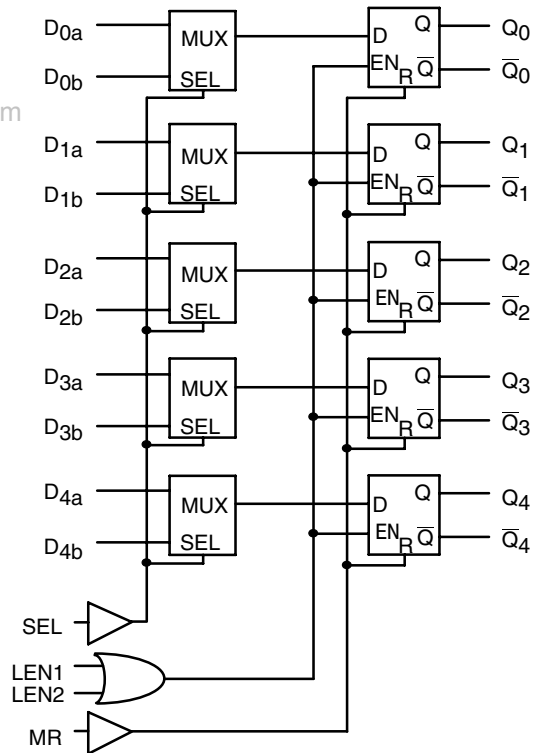 D0a MUX D Q Q0
D0b SEL EN R Q̅ Q̅0
m
D1a MUX D Q Q1
D1b SEL EN R Q̅ Q̅1
D2a MUX D Q Q2
D2b SEL EN R Q̅ Q̅2
D3a MUX D Q Q3
D3b SEL EN R Q̅ Q̅3
D4a MUX D Q Q4
D4b SEL EN R Q̅ Q̅4
SEL
LEN1
LEN2
MR